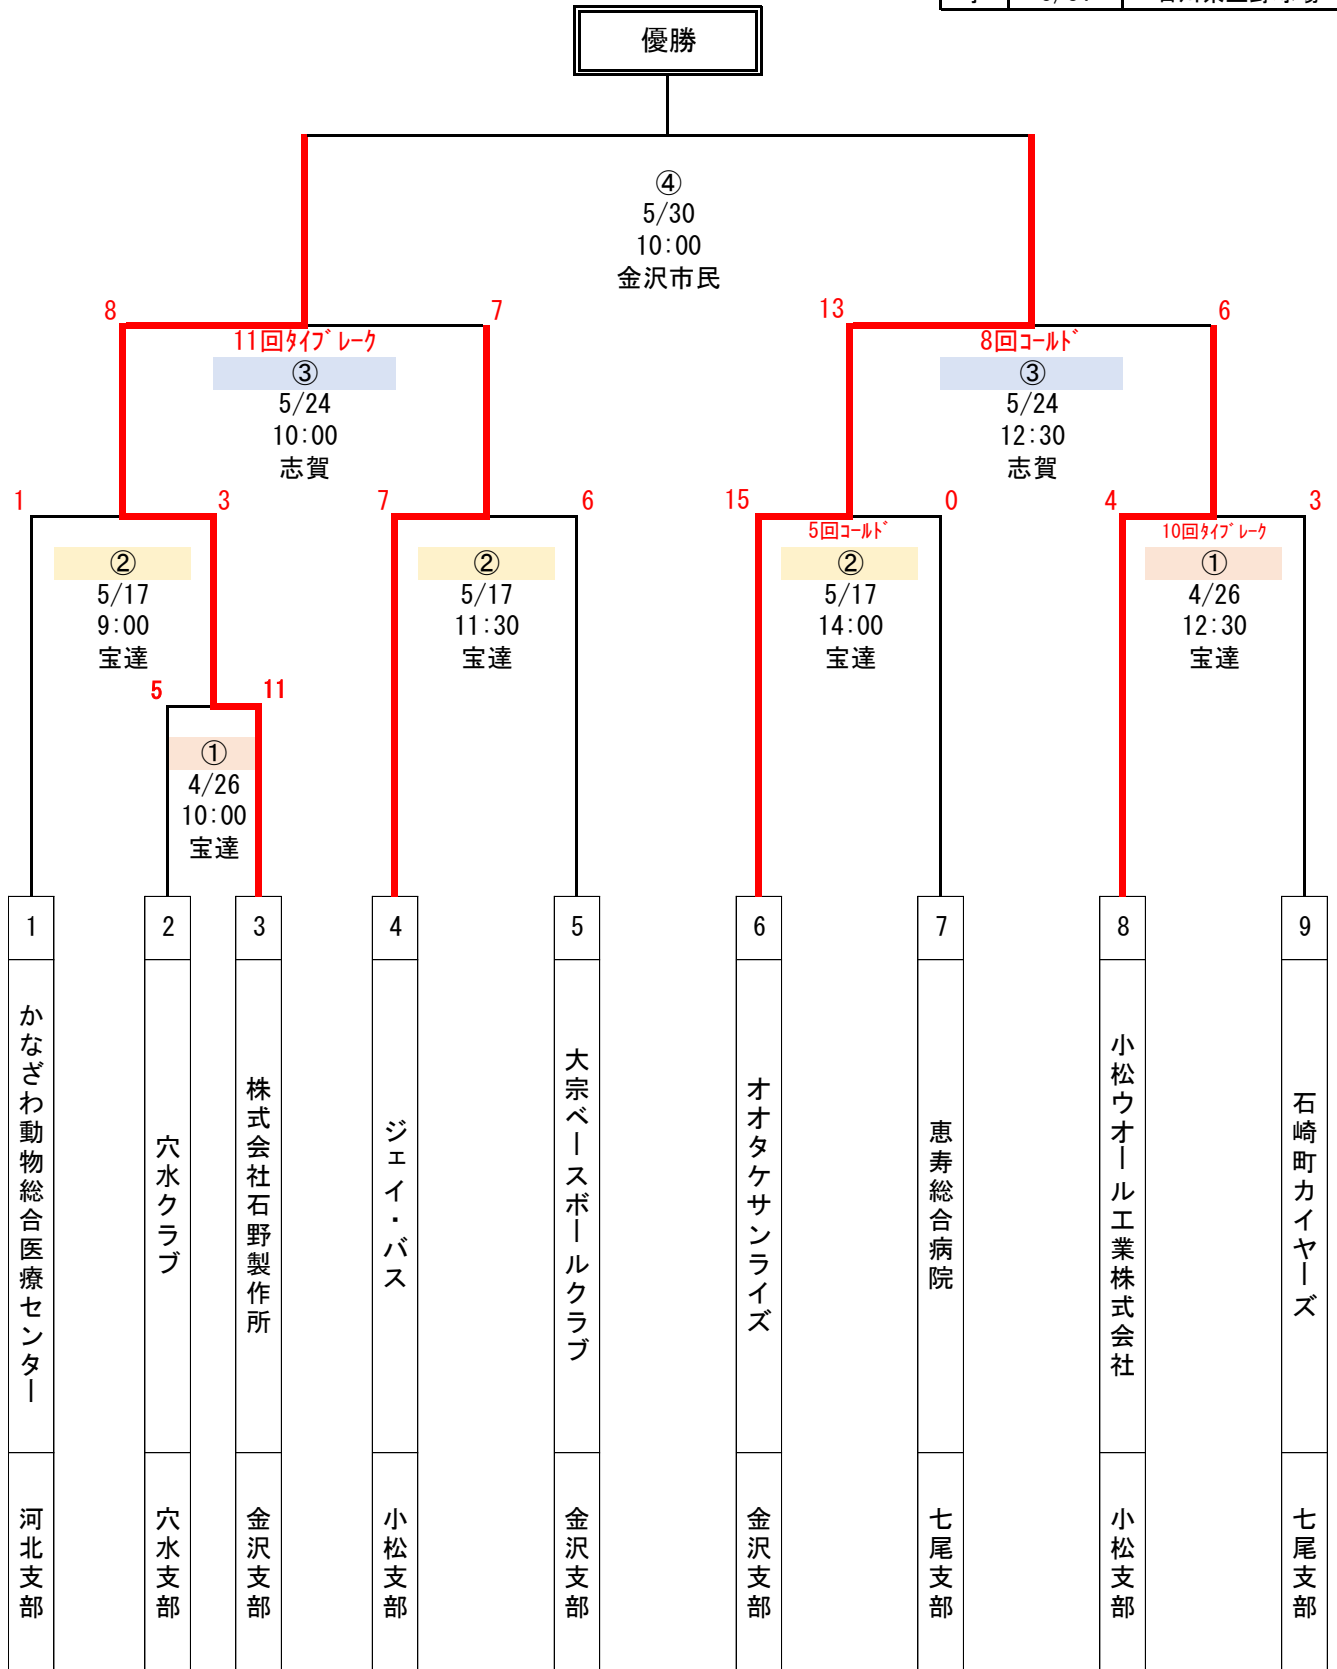 優勝
④
5/30
10:00
金沢市民
8
7
13
6
11回ﾀｲﾌﾞﾚｰｸ
③
5/24
10:00
志賀
8回ｺｰﾙﾄﾞ
③
5/24
12:30
志賀
1
3
7
6
15
0
4
3
②
5/17
9:00
宝達
②
5/17
11:30
宝達
5回ｺｰﾙﾄﾞ
②
5/17
14:00
宝達
10回ﾀｲﾌﾞﾚｰｸ
①
4/26
12:30
宝達
5
11
①
4/26
10:00
宝達
1
2
3
4
5
6
7
8
9
かなざわ動物総合医療センター
穴水クラブ
株式会社石野製作所
ジェイ・バス
大宗ベースボールクラブ
オオタケサンライズ
恵寿総合病院
小松ウオール工業株式会社
石崎町カイヤーズ
河北支部
穴水支部
金沢支部
小松支部
金沢支部
金沢支部
七尾支部
小松支部
七尾支部